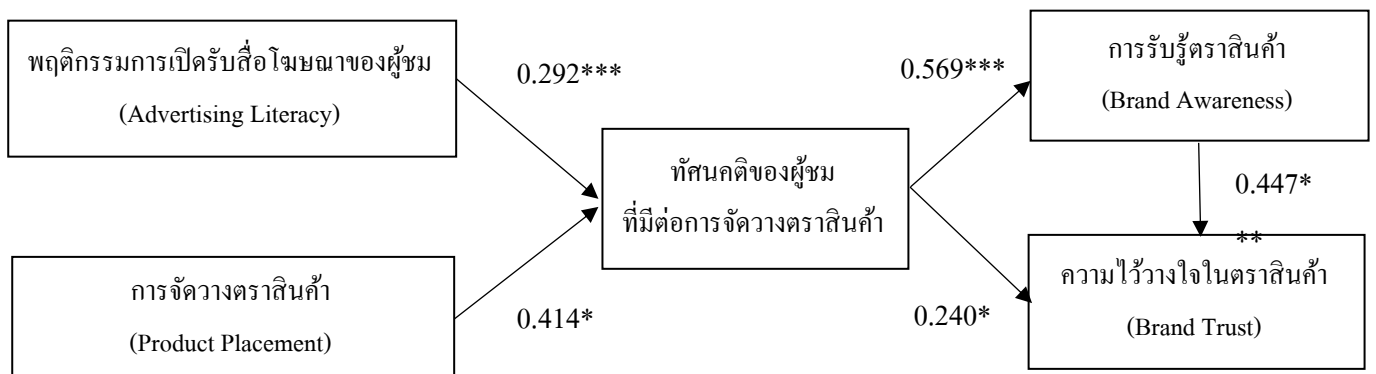 พฤติกรรมการเปิดรับสื่อโฆษณาของผู้ชม
(Advertising Literacy)
0.292***
การจัดวางตราสินค้า
(Product Placement)
0.414*
ทัศนคติของผู้ชม
ที่มีต่อการจัดวางตราสินค้า
0.569***
การรับรู้ตราสินค้า
(Brand Awareness)
0.447*
**
0.240*
ความไว้วางใจในตราสินค้า
(Brand Trust)